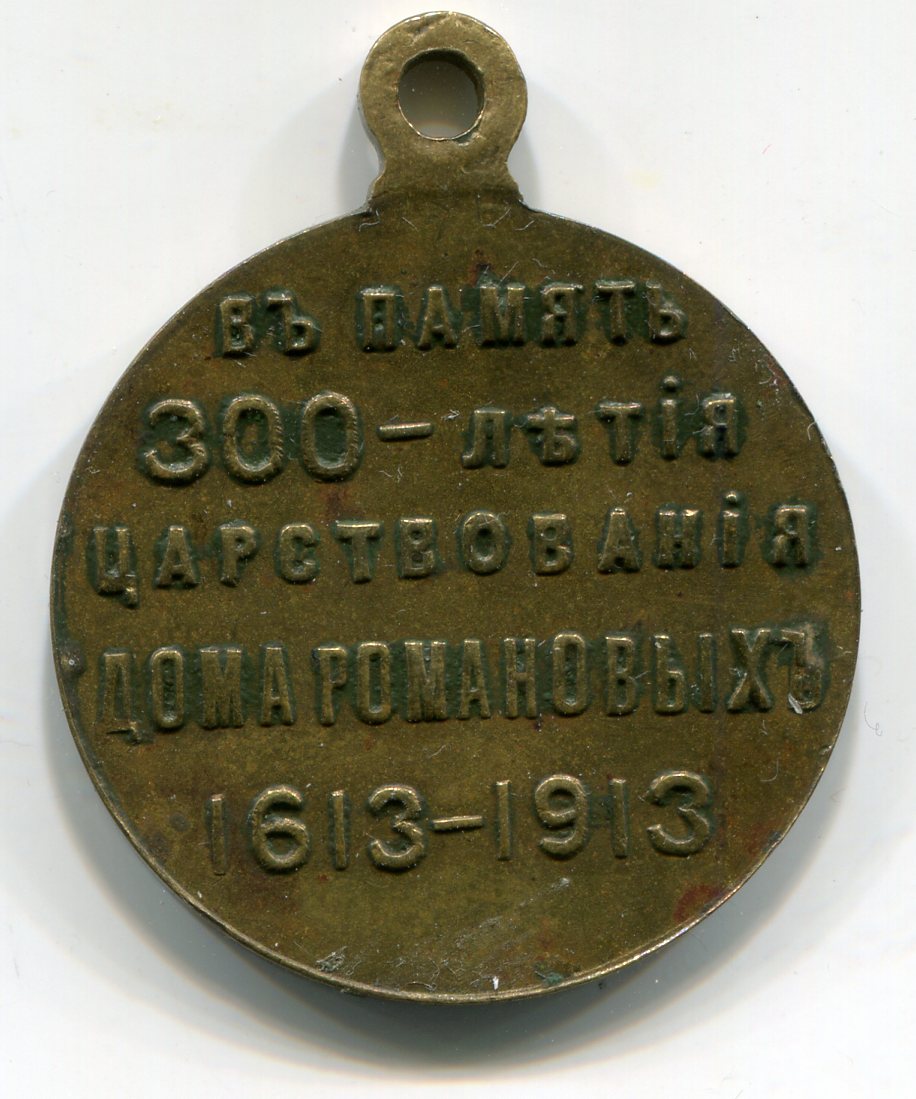 ВЪ ПАМЯТЬ
300-ЛѢТІЯ
ЦАРСТВОВАНІЯ
ДОМА РОМАНОВЫХЪ
1613-1913